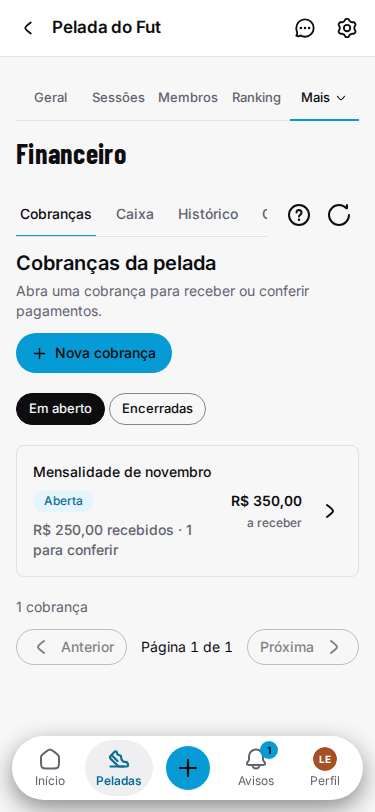 Pelada do Fut
Geral Sessões Membros Ranking Mais
Financeiro
Cobranças Caixa Histórico
Cobranças da pelada
Abra uma cobrança para receber ou conferir
pagamentos.
Nova cobrança
Em aberto Encerradas
Mensalidade de novembro
Aberta
R$ 350,00
a receber
R$ 250,00 recebidos · 1
para conferir
1 cobrança
Anterior Página 1 de 1 Próxima
1
LE
Início Peladas Avisos Perfil